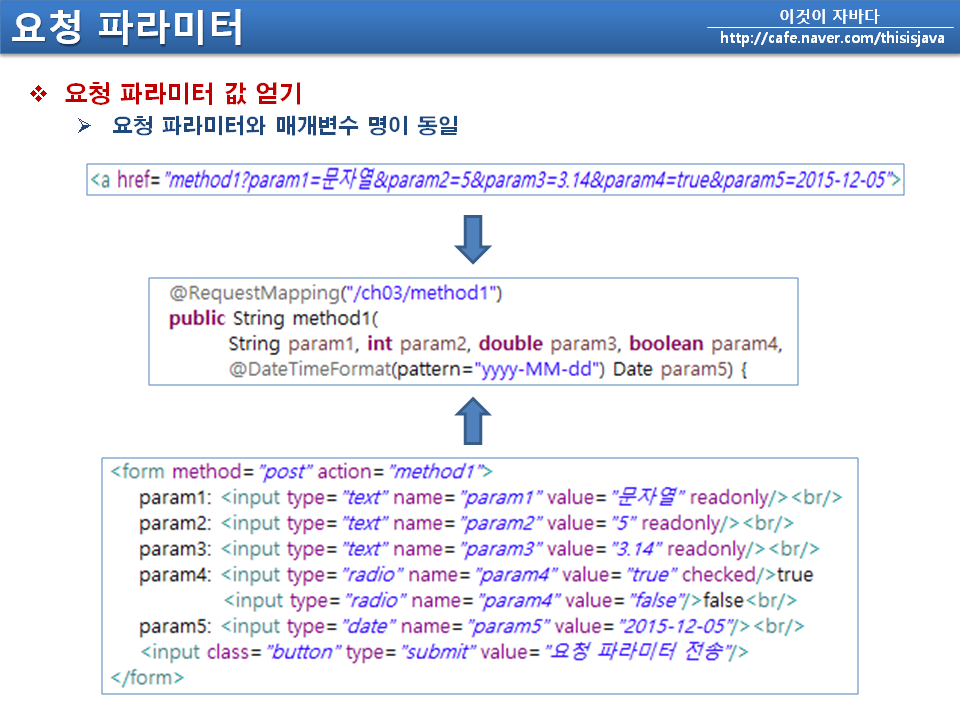 요청 파라미터
이것이 자바다
http://cafe.naver.com/thisisjava
❖ 요청 파라미터 값 얻기
➢ 요청 파라미터와 매개변수 명이 동일
<a href="method1?param1=문자열&param2=5&param3=3.14&param4=true&param5=2015-12-05">
@RequestMapping("/ch03/method1")
public String method1(
String param1, int param2, double param3, boolean param4,
@DateTimeFormat(pattern="yyyy-MM-dd") Date param5) {
<form method="post" action="method1">
param1: <input type="text" name="param1" value="문자열" readonly/><br/>
param2: <input type="text" name="param2" value="5" readonly/><br/>
param3: <input type="text" name="param3" value="3.14" readonly/><br/>
param4: <input type="radio" name="param4" value="true" checked/>true
<input type="radio" name="param4" value="false"/>false<br/>
param5: <input type="date" name="param5" value="2015-12-05"/><br/>
<input class="button" type="submit" value="요청 파라미터 전송"/>
</form>